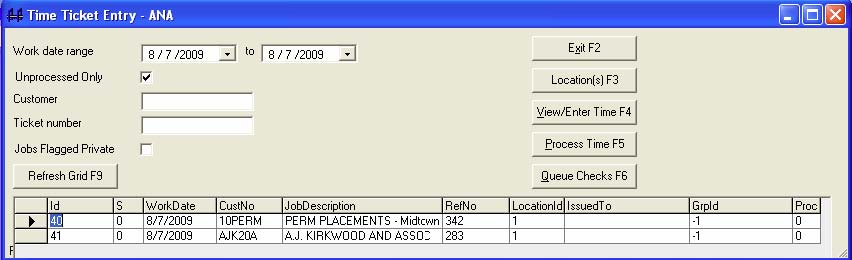 Time Ticket Entry - ANA
Work date range 8 / 7 /2009 to 8 / 7 /2009
Exit F2
Unprocessed Only
Location(s) F3
Customer
View/Enter Time F4
Ticket number
Process Time F5
Jobs Flagged Private
Refresh Grid F9
Queue Checks F6
Id S WorkDate CustNo JobDescription RefNo LocationId IssuedTo GrpId Proc
40 0 8/7/2009 10PERM PERM PLACEMENTS - Midtown 342 1 -1 0
41 0 8/7/2009 AJK20A A.J. KIRKWOOD AND ASSOC 283 1 -1 0